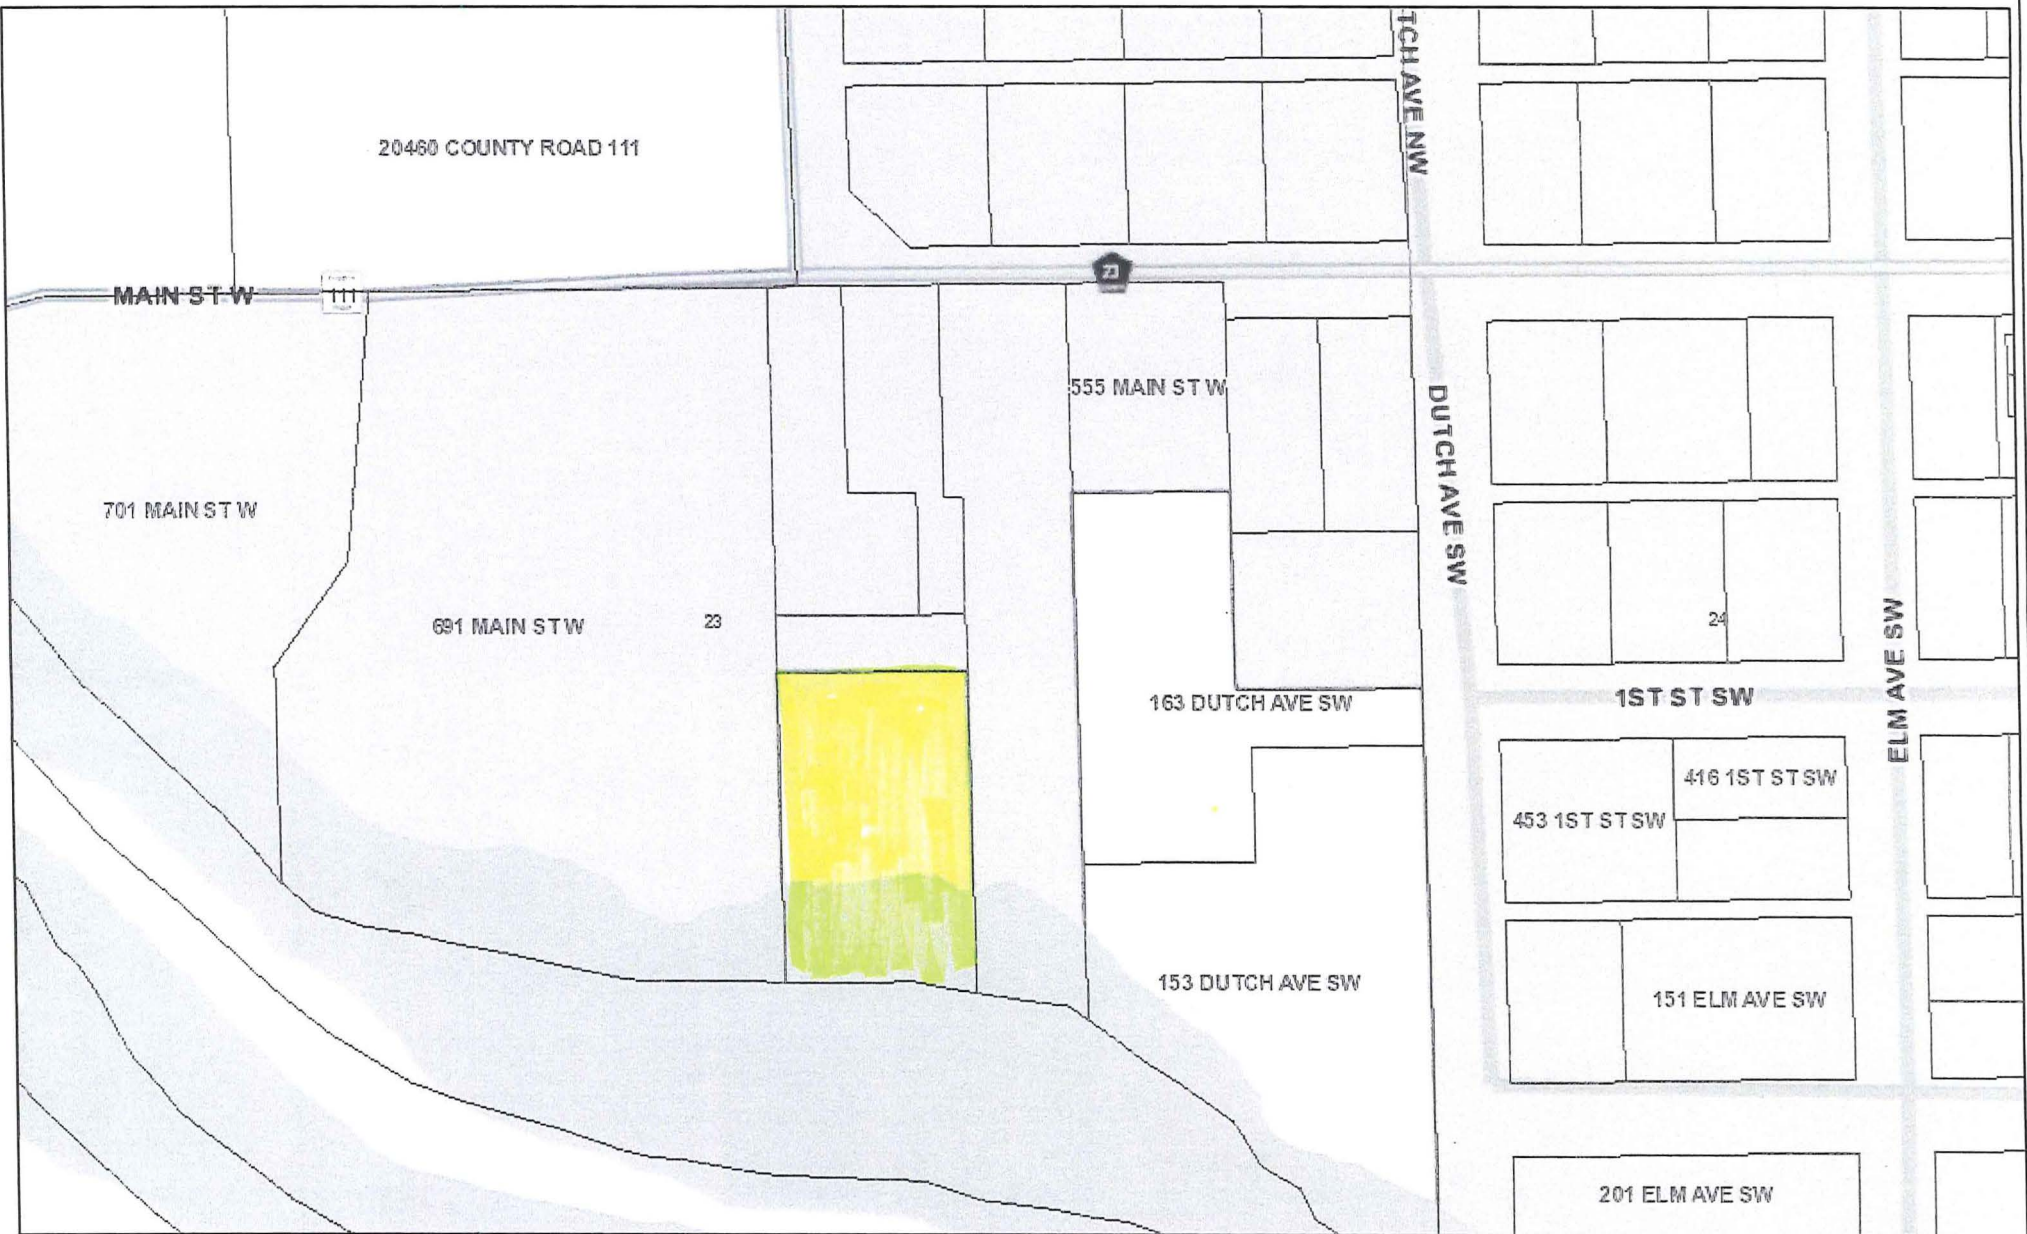 TCH AVE NW
20460 COUNTY ROAD 111
MAIN ST W
111
555 MAIN ST W
DUTCH AVE SW
701 MAIN ST W
691 MAIN ST W
23
24
ELM AVE SW
163 DUTCH AVE SW
1ST ST SW
416 1ST ST SW
453 1ST ST SW
153 DUTCH AVE SW
151 ELM AVE SW
201 ELM AVE SW